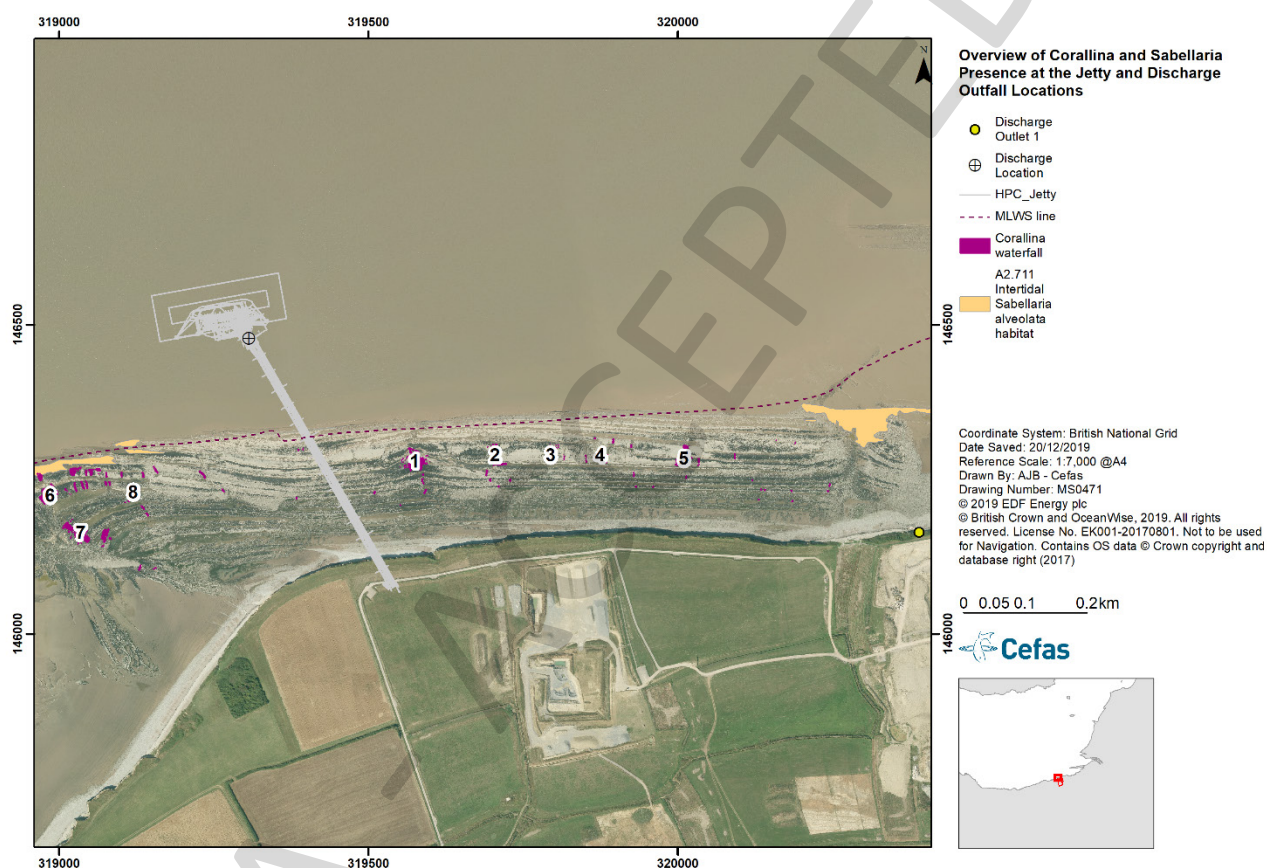 319000
319500
320000
N
146500
146500
146000
146000
1
2
3
4
5
6
8
7
319000
319500
320000
Overview of Corallina and Sabellaria
Presence at the Jetty and Discharge
Outfall Locations
Discharge
Outlet 1
Discharge
Location
HPC_Jetty
MLWS line
Corallina
waterfall
A2.711
Intertidal
Sabellaria
alveolata
habitat
Coordinate System: British National Grid
Date Saved: 20/12/2019
Reference Scale: 1:7,000 @A4
Drawn By: AJB - Cefas
Drawing Number: MS0471
© 2019 EDF Energy plc
© British Crown and OceanWise, 2019. All rights
reserved. License No. EK001-20170801. Not to be used
for Navigation. Contains OS data © Crown copyright and
database right (2017)
0 0.05 0.1 0.2km
Cefas
ACCEPTE